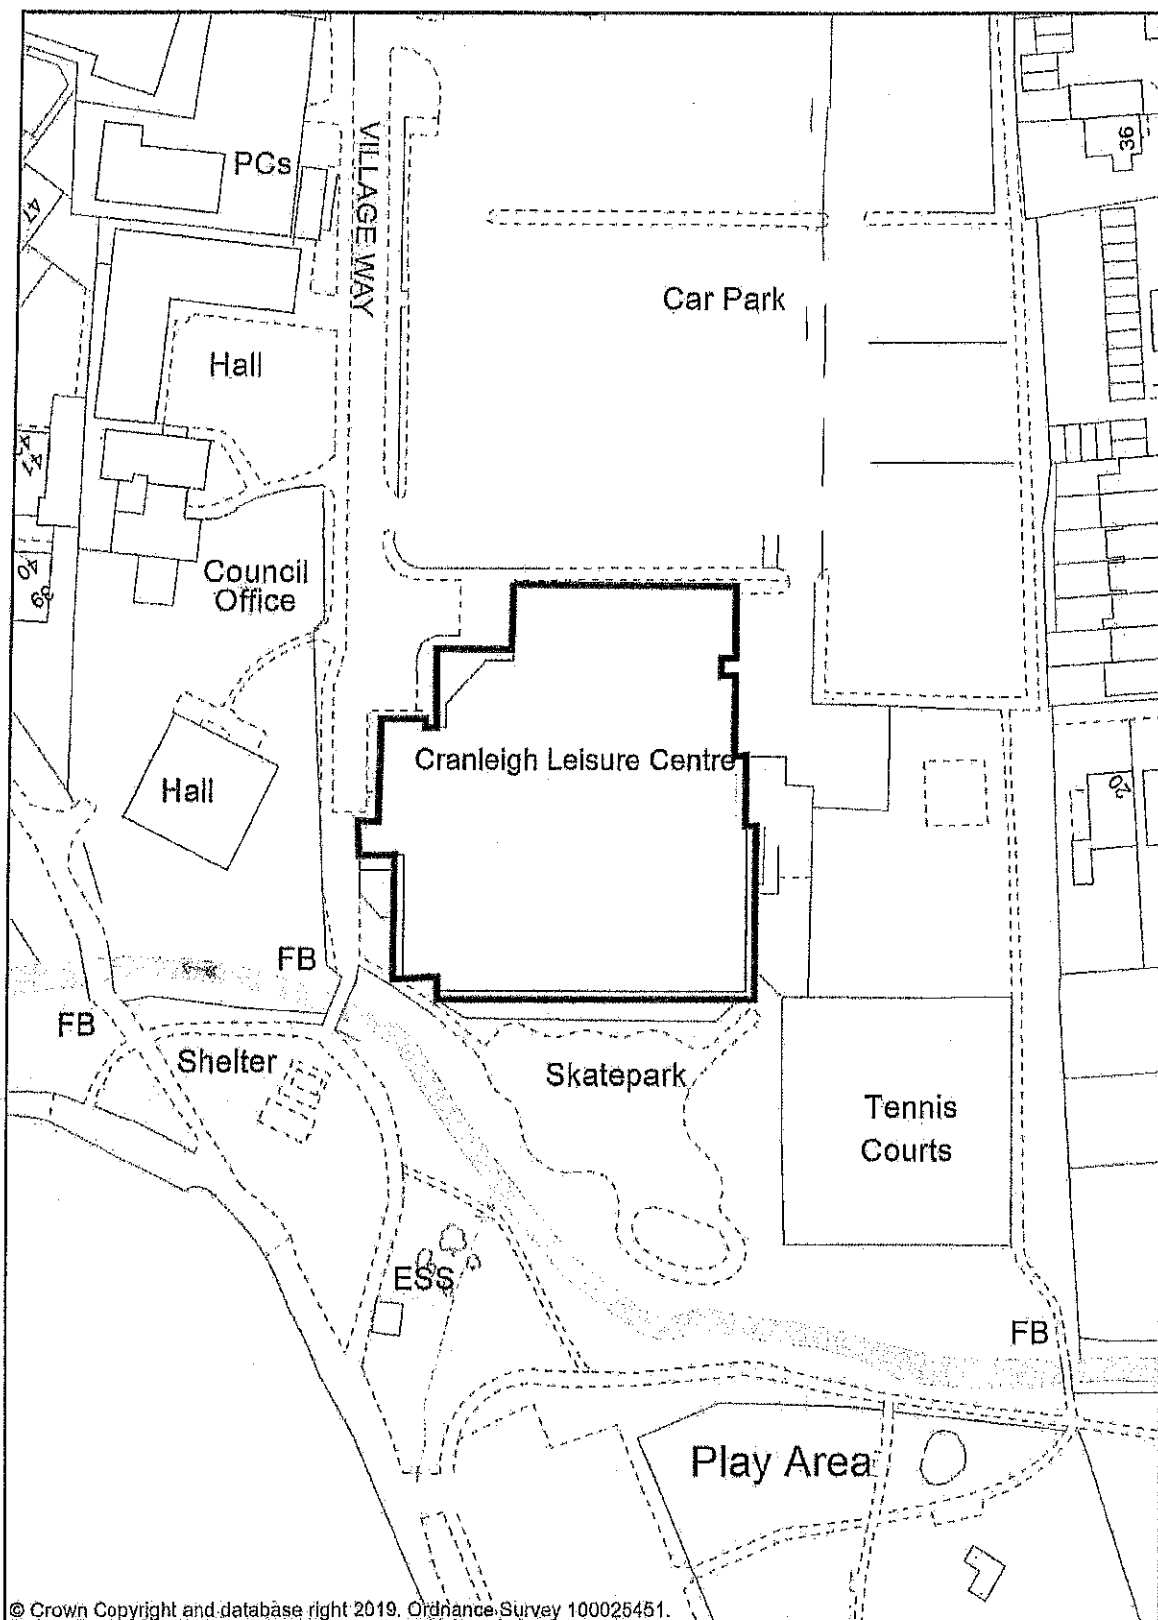 PCs
VILLAGE WAY
36
47
Car Park
Hall
Council
Office
Cranleigh Leisure Centre
Hall
FB
FB
Shelter
Skatepark
Tennis
Courts
ESS
FB
Play Area
© Crown Copyright and database right 2019. Ordnance Survey 100025451.